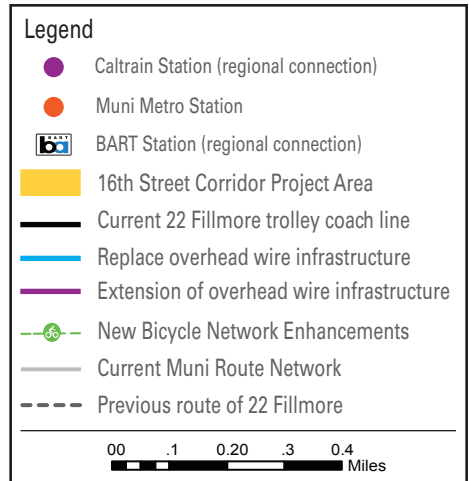 Legend
Caltrain Station (regional connection)
Muni Metro Station
BART
ba
BART Station (regional connection)
16th Street Corridor Project Area
Current 22 Fillmore trolley coach line
Replace overhead wire infrastructure
Extension of overhead wire infrastructure
New Bicycle Network Enhancements
Current Muni Route Network
Previous route of 22 Fillmore
00 .1 0.20 .3 0.4
Miles